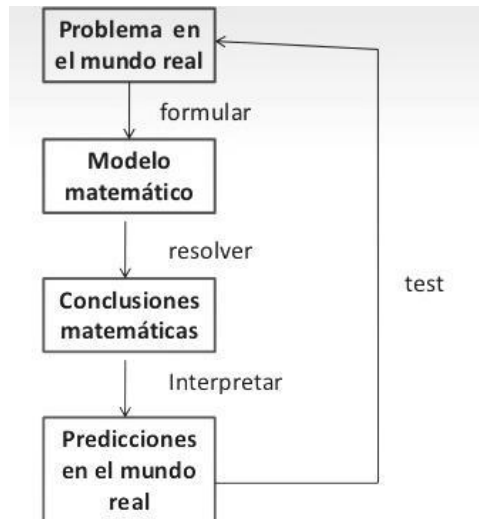 Problema en
el mundo real
formular
Modelo
matemático
resolver
Conclusiones
matemáticas
test
Interpretar
Predicciones
en el mundo
real